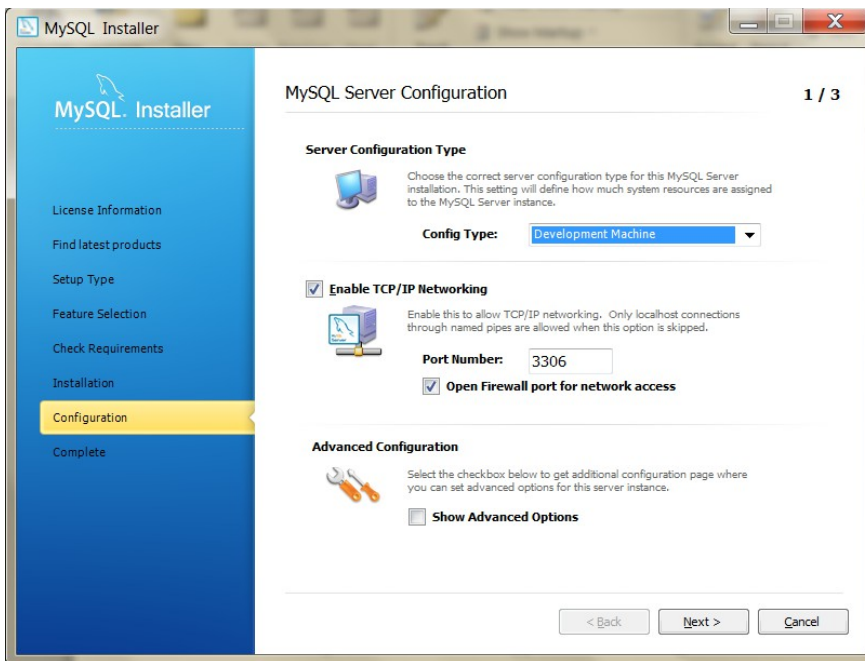 MySQL Installer
MySQL. Installer
License Information
Find latest products
Setup Type
Feature Selection
Check Requirements
Installation
Configuration
Complete
MySQL Server Configuration
1 / 3
Server Configuration Type
Choose the correct server configuration type for this MySQL Server
installation. This setting will define how much system resources are assigned
to the MySQL Server instance.
Config Type: Development Machine
Enable TCP/IP Networking
Enable this to allow TCP/IP networking. Only localhost connections
through named pipes are allowed when this option is skipped.
Port Number: 3306
Open Firewall port for network access
Advanced Configuration
Select the checkbox below to get additional configuration page where
you can set advanced options for this server instance.
Show Advanced Options
< Back
Next >
Cancel